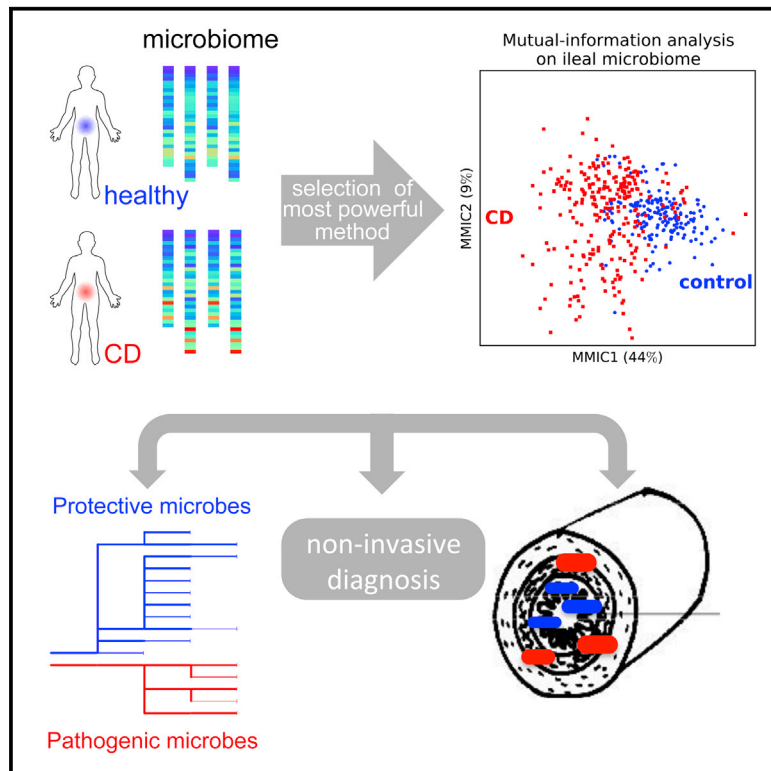 microbiome
healthy
CD
selection of
most powerful
method
Mutual-information analysis
on ileal microbiome
MMIC2 (9%)
CD
control
MMIC1 (44%)
Protective microbes
Pathogenic microbes
non-invasive
diagnosis